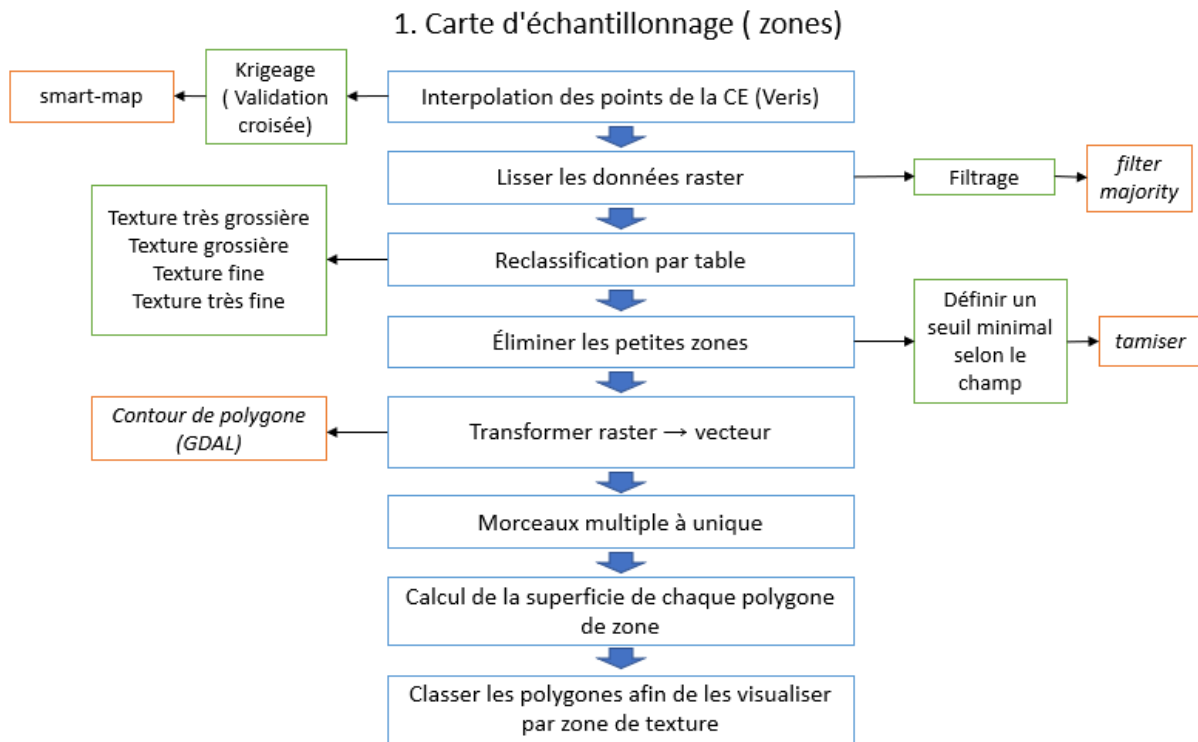 1. Carte d'échantillonnage ( zones)
smart-map
Krigeage
( Validation
croisée)
Interpolation des points de la CE (Veris)
Lisser les données raster
Filtrage
filter
majority
Texture très grossière
Texture grossière
Texture fine
Texture très fine
Reclassification par table
Éliminer les petites zones
Définir un
seuil minimal
selon le
champ
tamiser
Contour de polygone
(GDAL)
Transformer raster → vecteur
Morceaux multiple à unique
Calcul de la superficie de chaque polygone
de zone
Classer les polygones afin de les visualiser
par zone de texture